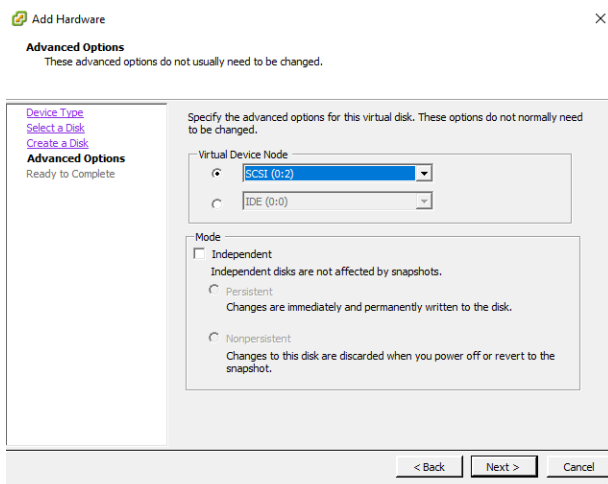 Add Hardware
Advanced Options
These advanced options do not usually need to be changed.
Device Type
Select a Disk
Create a Disk
Advanced Options
Ready to Complete
Specify the advanced options for this virtual disk. These options do not normally need
to be changed.
Virtual Device Node
SCSI (0:2)
IDE (0:0)
Mode
Independent
Independent disks are not affected by snapshots.
Persistent
Changes are immediately and permanently written to the disk.
Nonpersistent
Changes to this disk are discarded when you power off or revert to the
snapshot.
< Back
Next >
Cancel